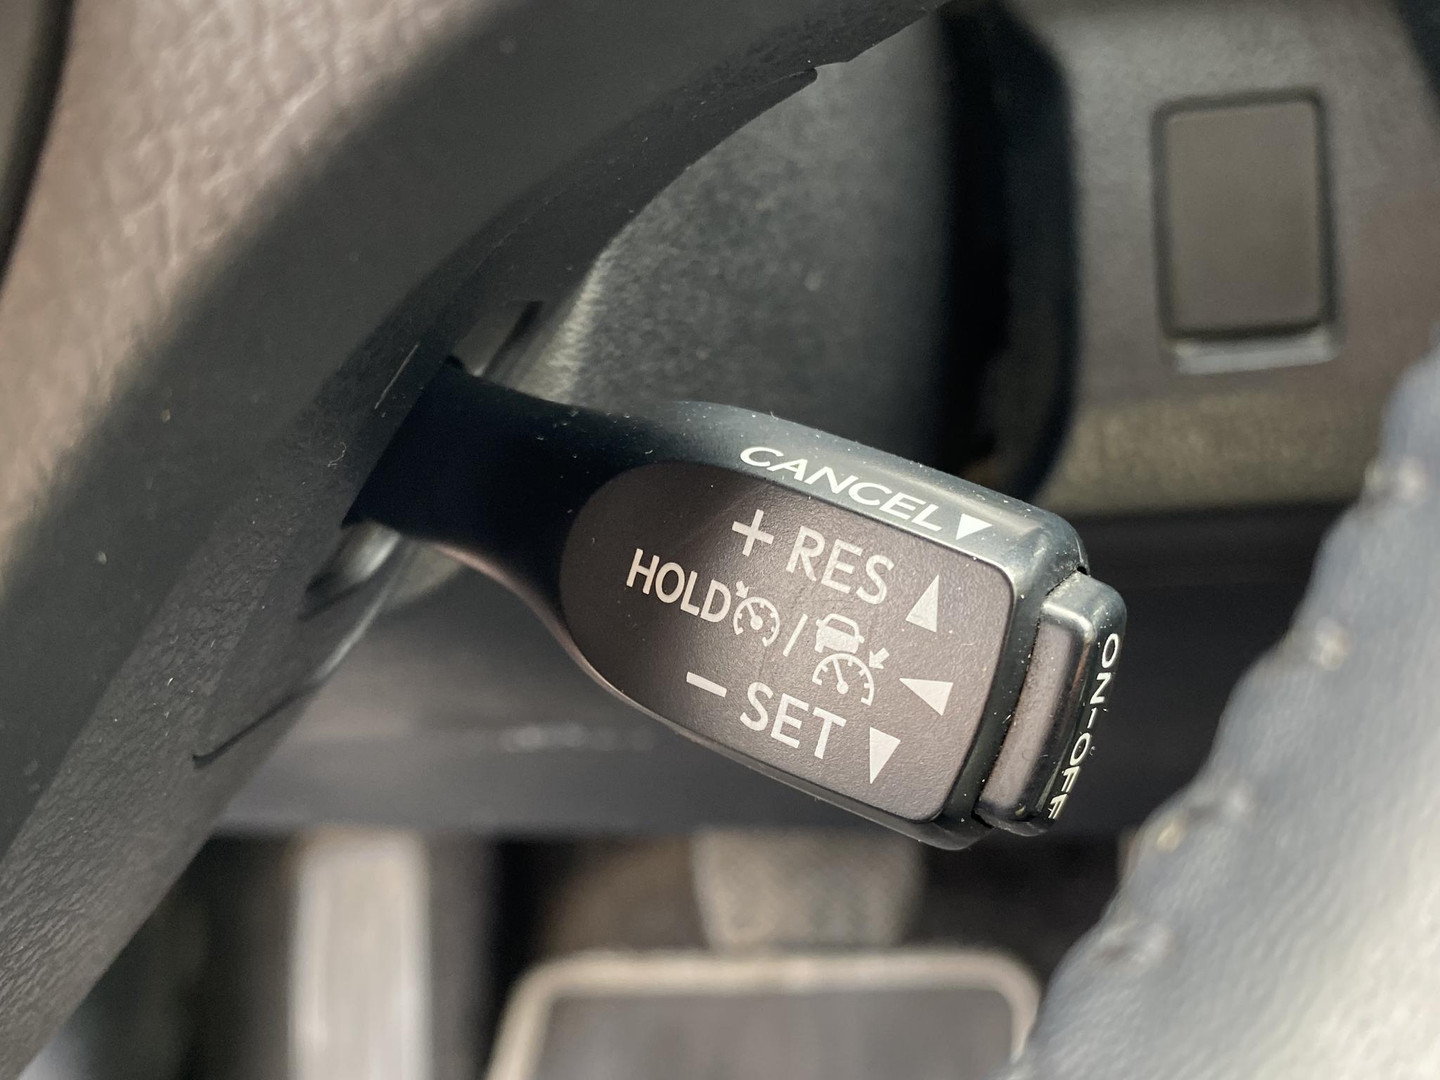 CANCEL▼
+ RES ▲
HOLD / ◀
− SET ▼
ON-OFF